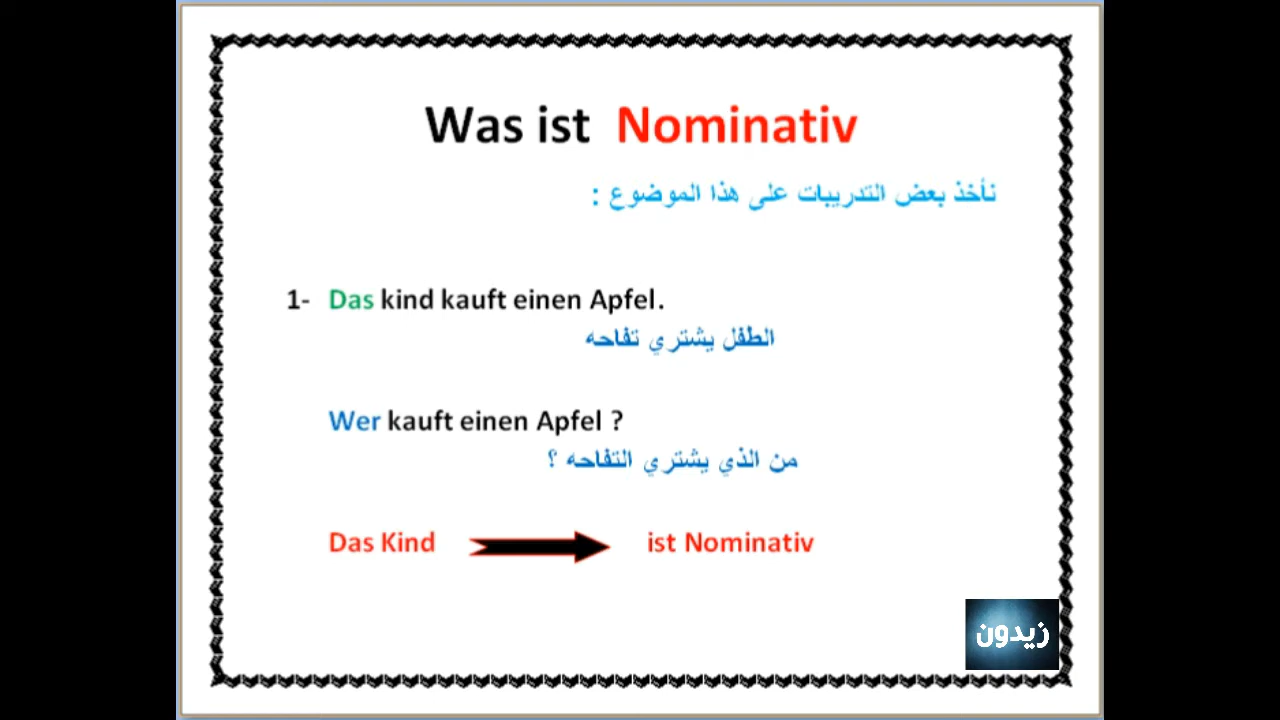 Was ist Nominativ
نأخذ بعض التدريبات على هذا الموضوع :
1- Das kind kauft einen Apfel.
الطفل يشتري تفاحه
Wer kauft einen Apfel ?
من الذي يشتري التفاحه ؟
Das Kind ist Nominativ
زيدون